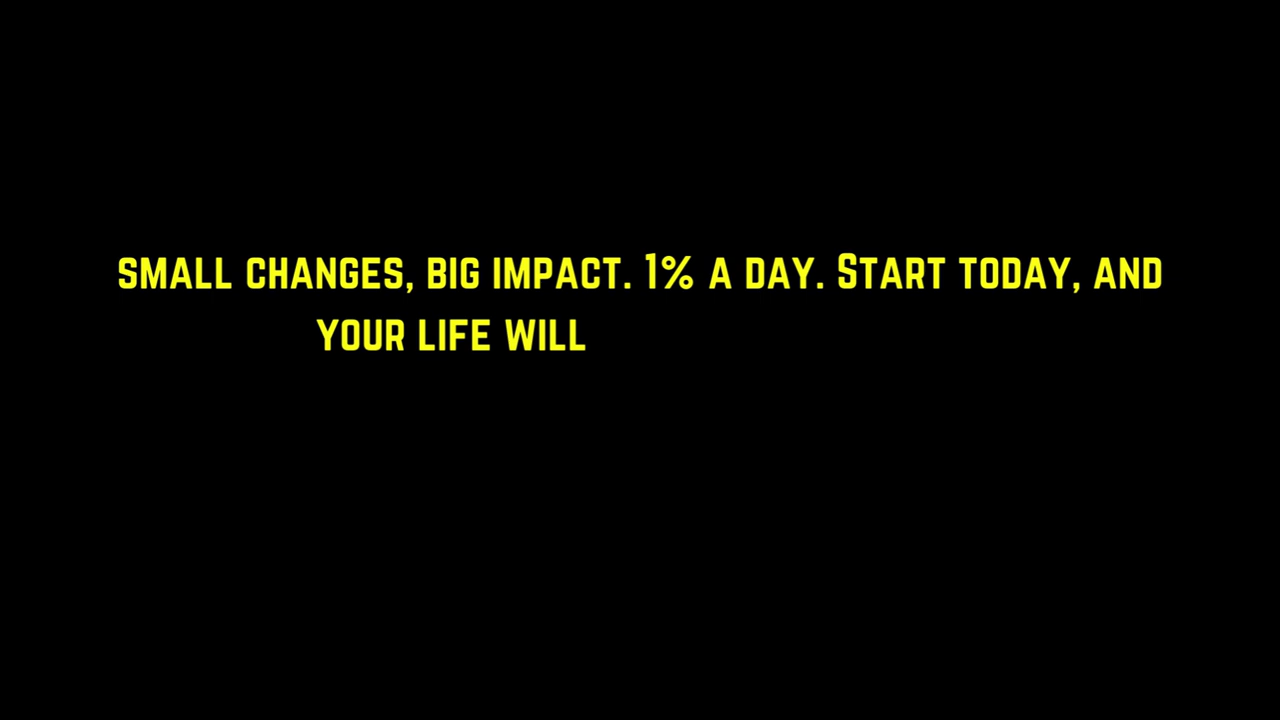 small changes, big impact. 1% a day. Start today, and
your life will